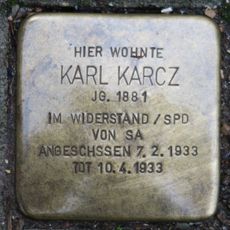 HIER WOHNTE
KARL KARCZ
JG. 1881
IM WIDERSTAND / SPD
VON SA
ANGESCHSSEN 7. 2. 1933
TOT 10. 4. 1933